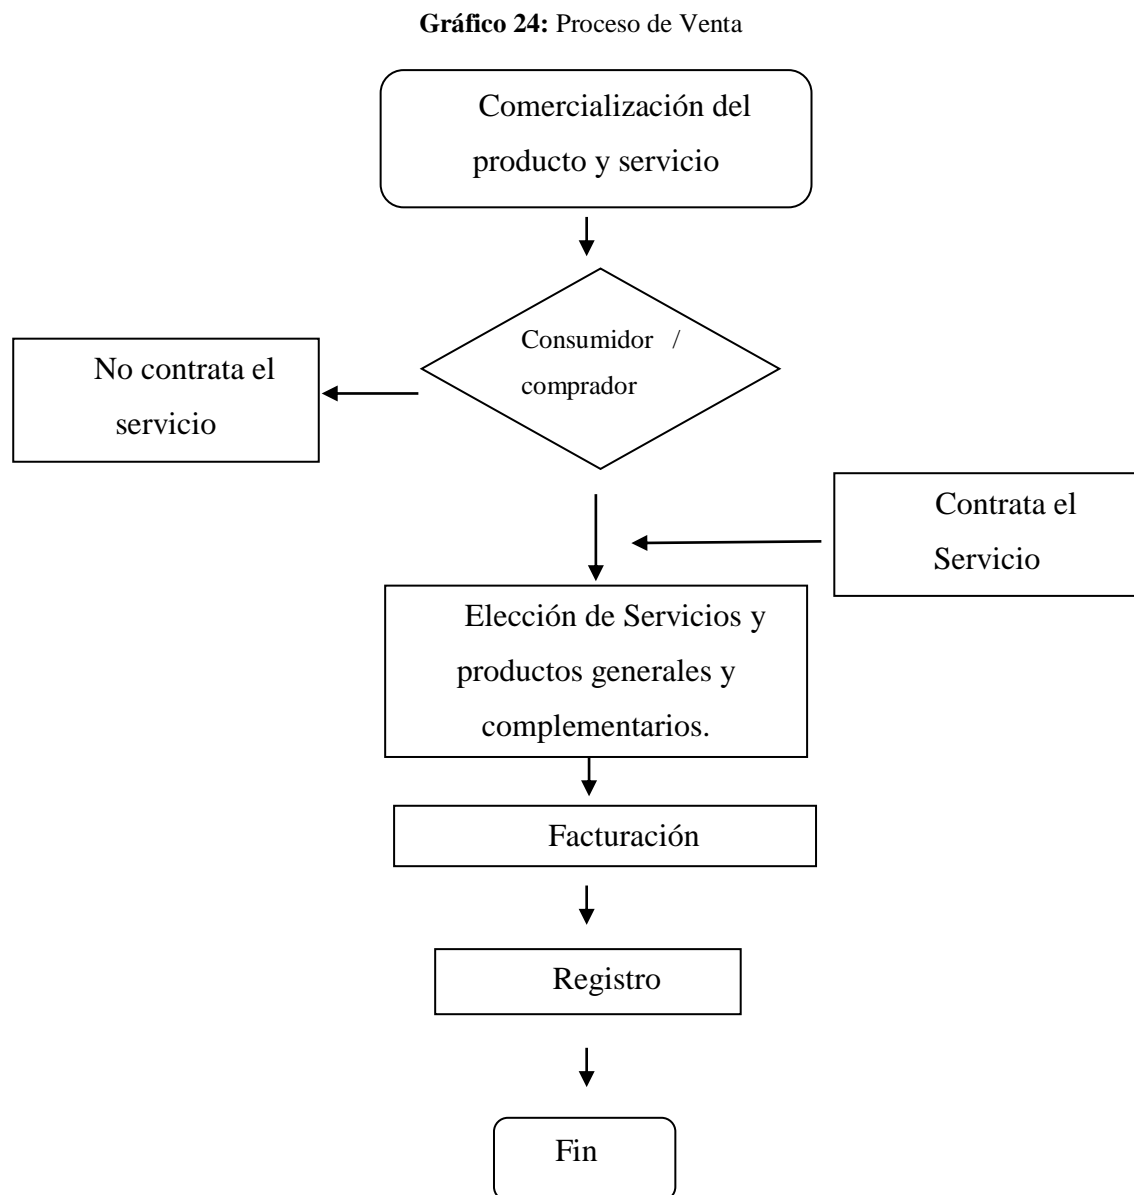 Gráfico 24: Proceso de Venta
Comercialización del
producto y servicio
Consumidor /
comprador
No contrata el
servicio
Contrata el
Servicio
Elección de Servicios y
productos generales y
complementarios.
Facturación
Registro
Fin